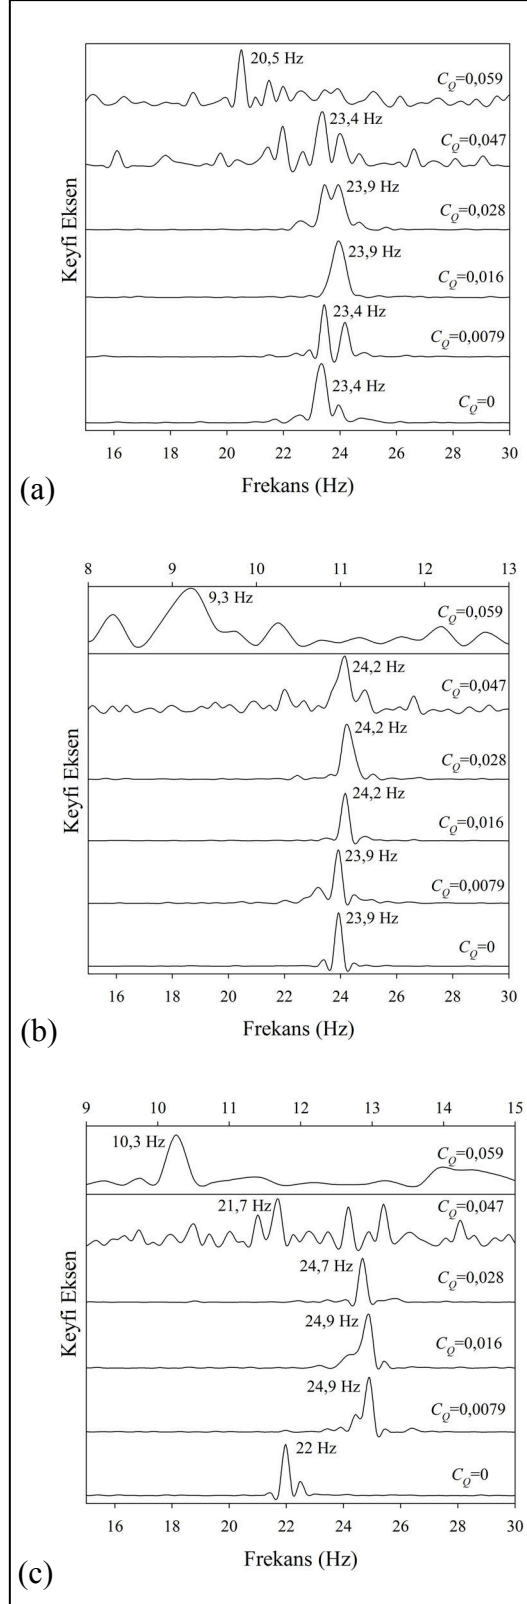 20,5 Hz
C_Q=0,059
23,4 Hz
C_Q=0,047
23,9 Hz
C_Q=0,028
23,9 Hz
C_Q=0,016
23,4 Hz
C_Q=0,0079
23,4 Hz
C_Q=0
Keyfi Eksen
16 18 20 22 24 26 28 30
Frekans (Hz)
(a)
8 9 10 11 12 13
9,3 Hz
C_Q=0,059
24,2 Hz
C_Q=0,047
24,2 Hz
C_Q=0,028
24,2 Hz
C_Q=0,016
23,9 Hz
C_Q=0,0079
23,9 Hz
C_Q=0
Keyfi Eksen
16 18 20 22 24 26 28 30
Frekans (Hz)
(b)
9 10 11 12 13 14 15
10,3 Hz
C_Q=0,059
21,7 Hz
C_Q=0,047
24,7 Hz
C_Q=0,028
24,9 Hz
C_Q=0,016
24,9 Hz
C_Q=0,0079
22 Hz
C_Q=0
Keyfi Eksen
16 18 20 22 24 26 28 30
Frekans (Hz)
(c)